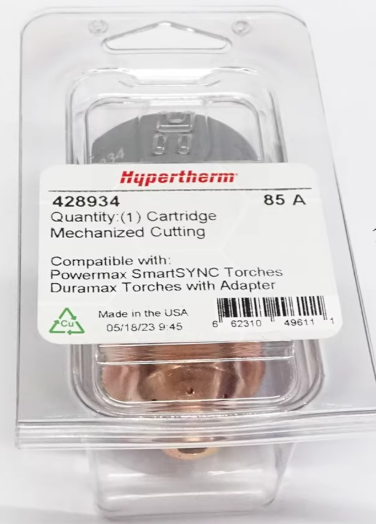 Hypertherm
428934 85 A
Quantity:(1) Cartridge
Mechanized Cutting
Compatible with:
Powermax SmartSYNC Torches
Duramax Torches with Adapter
Cu
Made in the USA
05/18/23 9:45
6 62310 49611 1